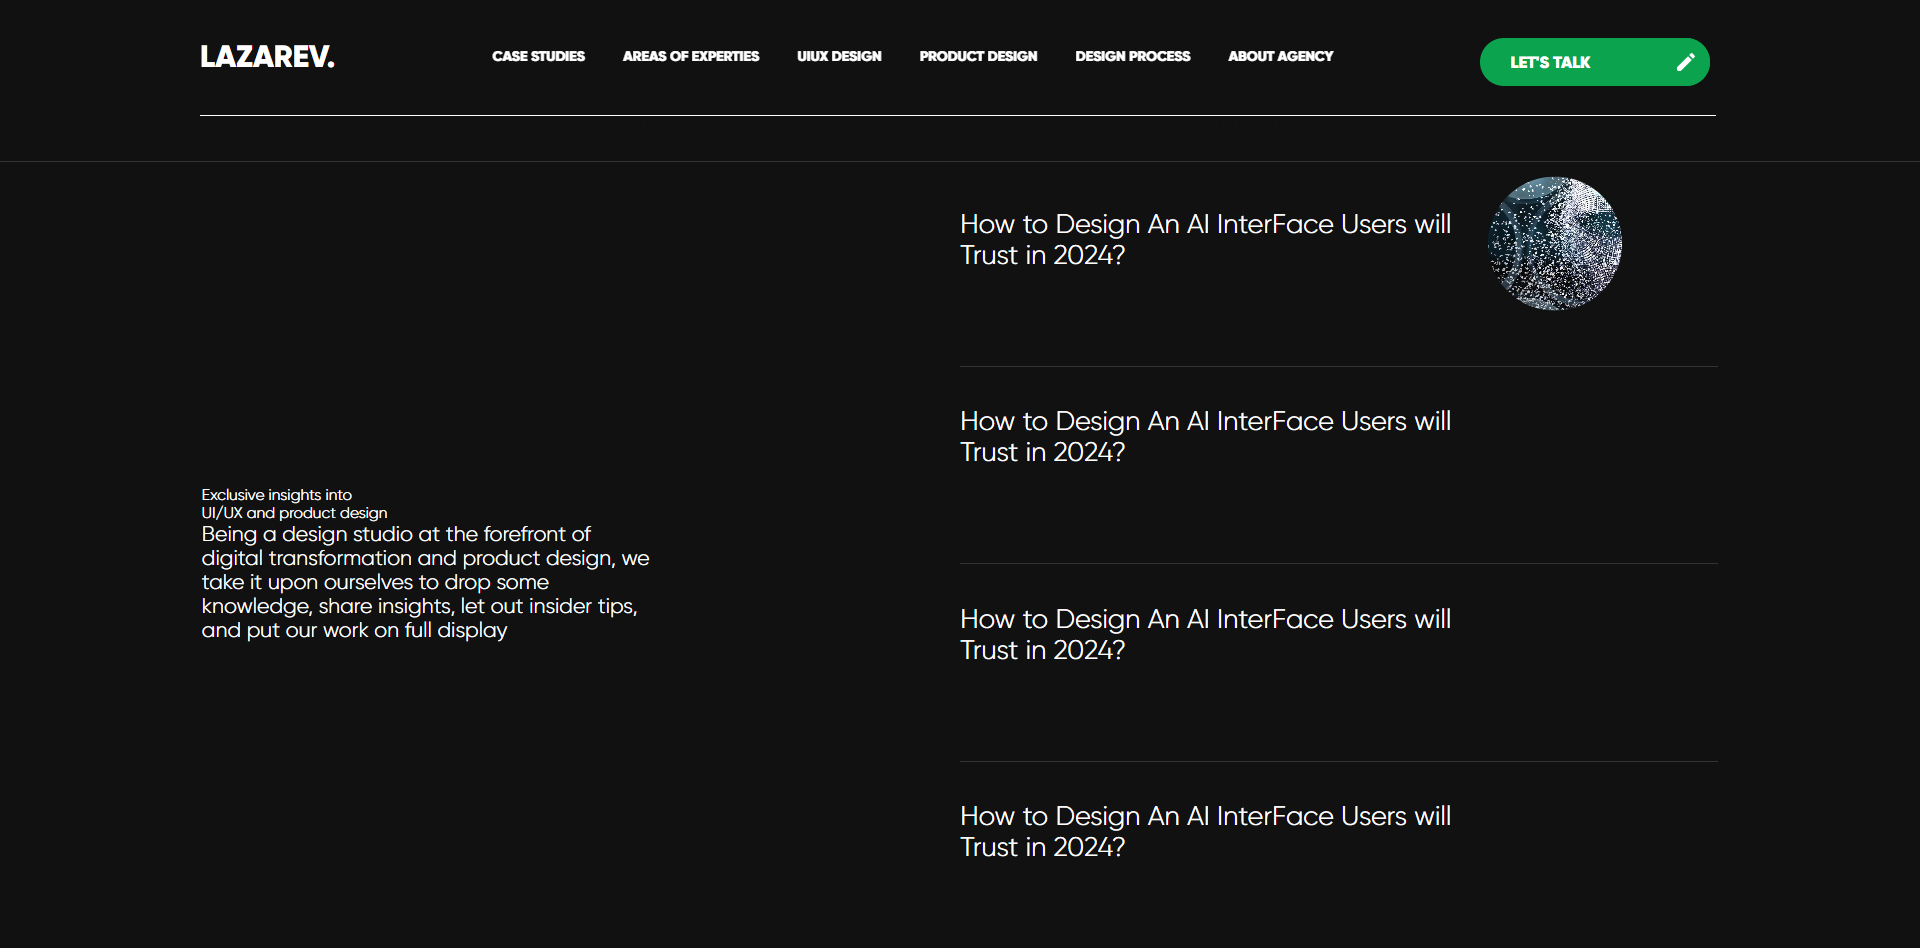 LAZAREV.
CASE STUDIES
AREAS OF EXPERTIES
UIUX DESIGN
PRODUCT DESIGN
DESIGN PROCESS
ABOUT AGENCY
LET'S TALK
Exclusive insights into
UI/UX and product design
Being a design studio at the forefront of
digital transformation and product design, we
take it upon ourselves to drop some
knowledge, share insights, let out insider tips,
and put our work on full display
How to Design An AI InterFace Users will
Trust in 2024?
How to Design An AI InterFace Users will
Trust in 2024?
How to Design An AI InterFace Users will
Trust in 2024?
How to Design An AI InterFace Users will
Trust in 2024?